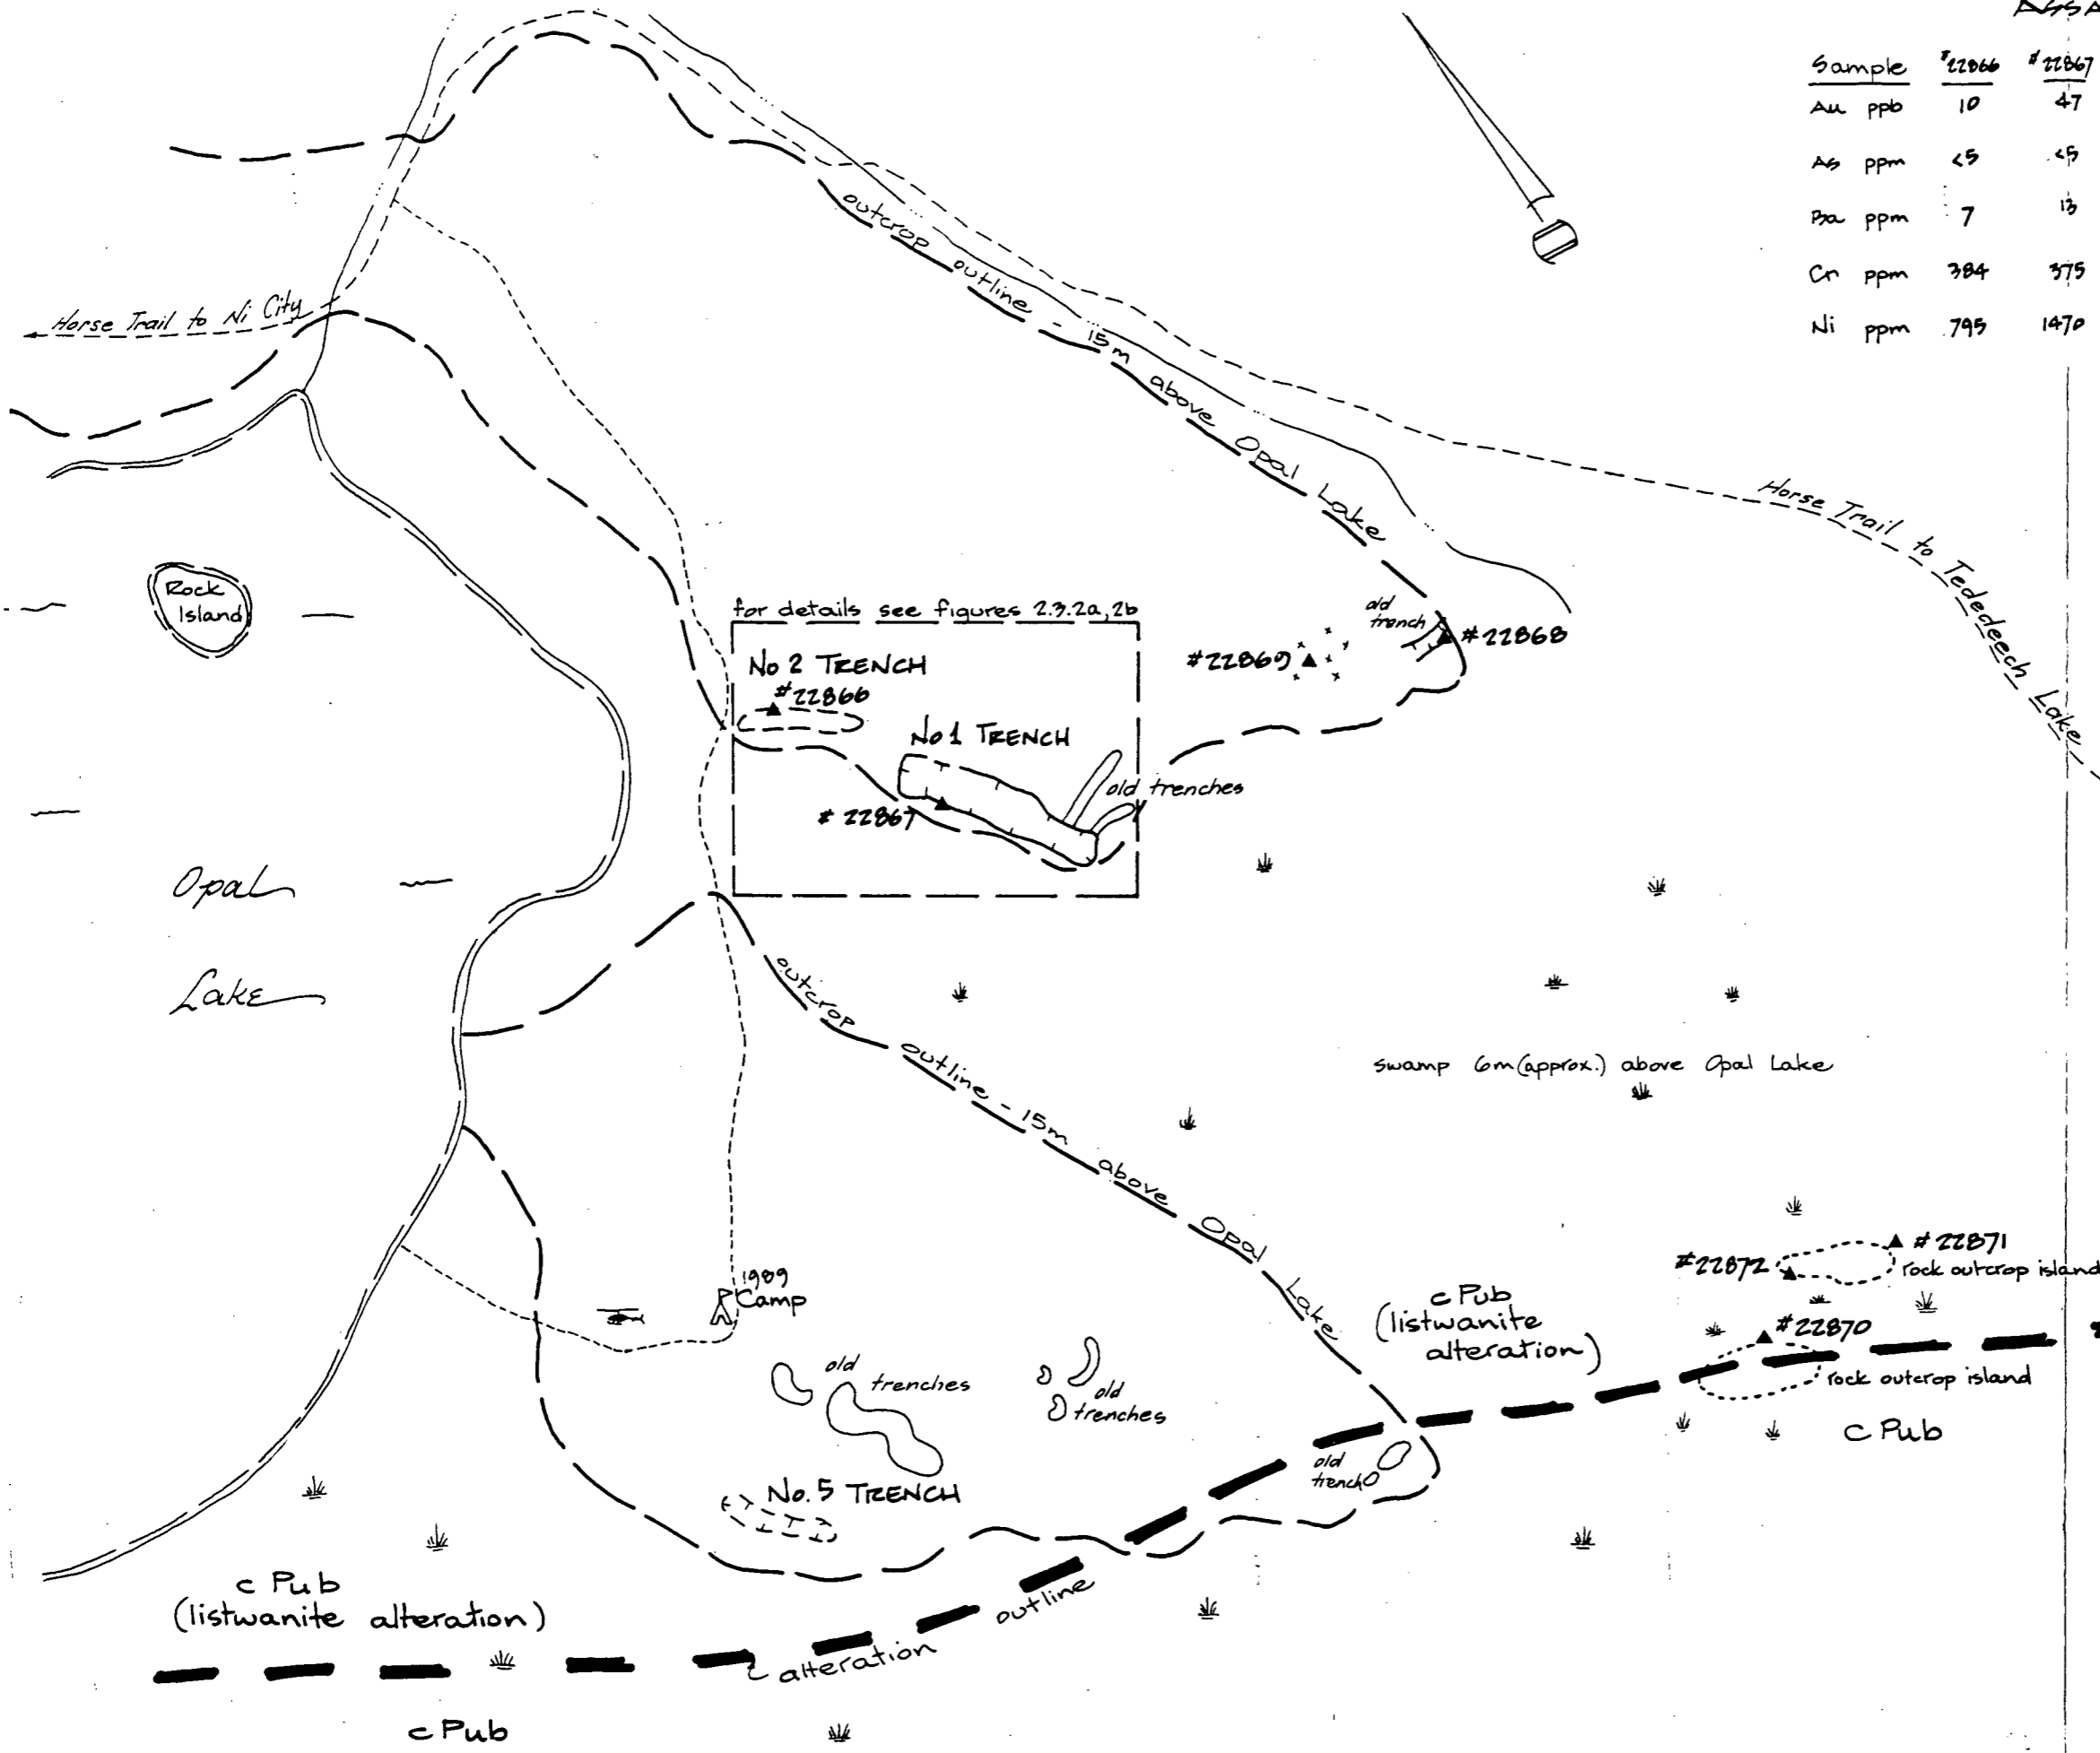 Sample #22866 #22867
Au ppb 10 47
As ppm <5 <5
Ba ppm 7 13
Cr ppm 384 375
Ni ppm 795 1470
Horse Trail to Ni City
outcrop outline - 15m above Opal Lake
Horse Trail to Tededeech Lake
Rock
Island
for details see figures 2.3.2a, 2b
old
trench
#22868
#22869
No 2 TRENCH
#22866
No 1 TRENCH
old trenches
#22867
Opal
Lake
outcrop outline - 15m above Opal Lake
swamp 6m (approx.) above Opal Lake
#22871
#22872
rock outcrop island
1989
Camp
c Pub
(listwanite
alteration)
#22870
rock outcrop island
c Pub
old
trenches
old
trenches
old
trench
No. 5 TRENCH
c Pub
(listwanite alteration)
alteration outline
c Pub